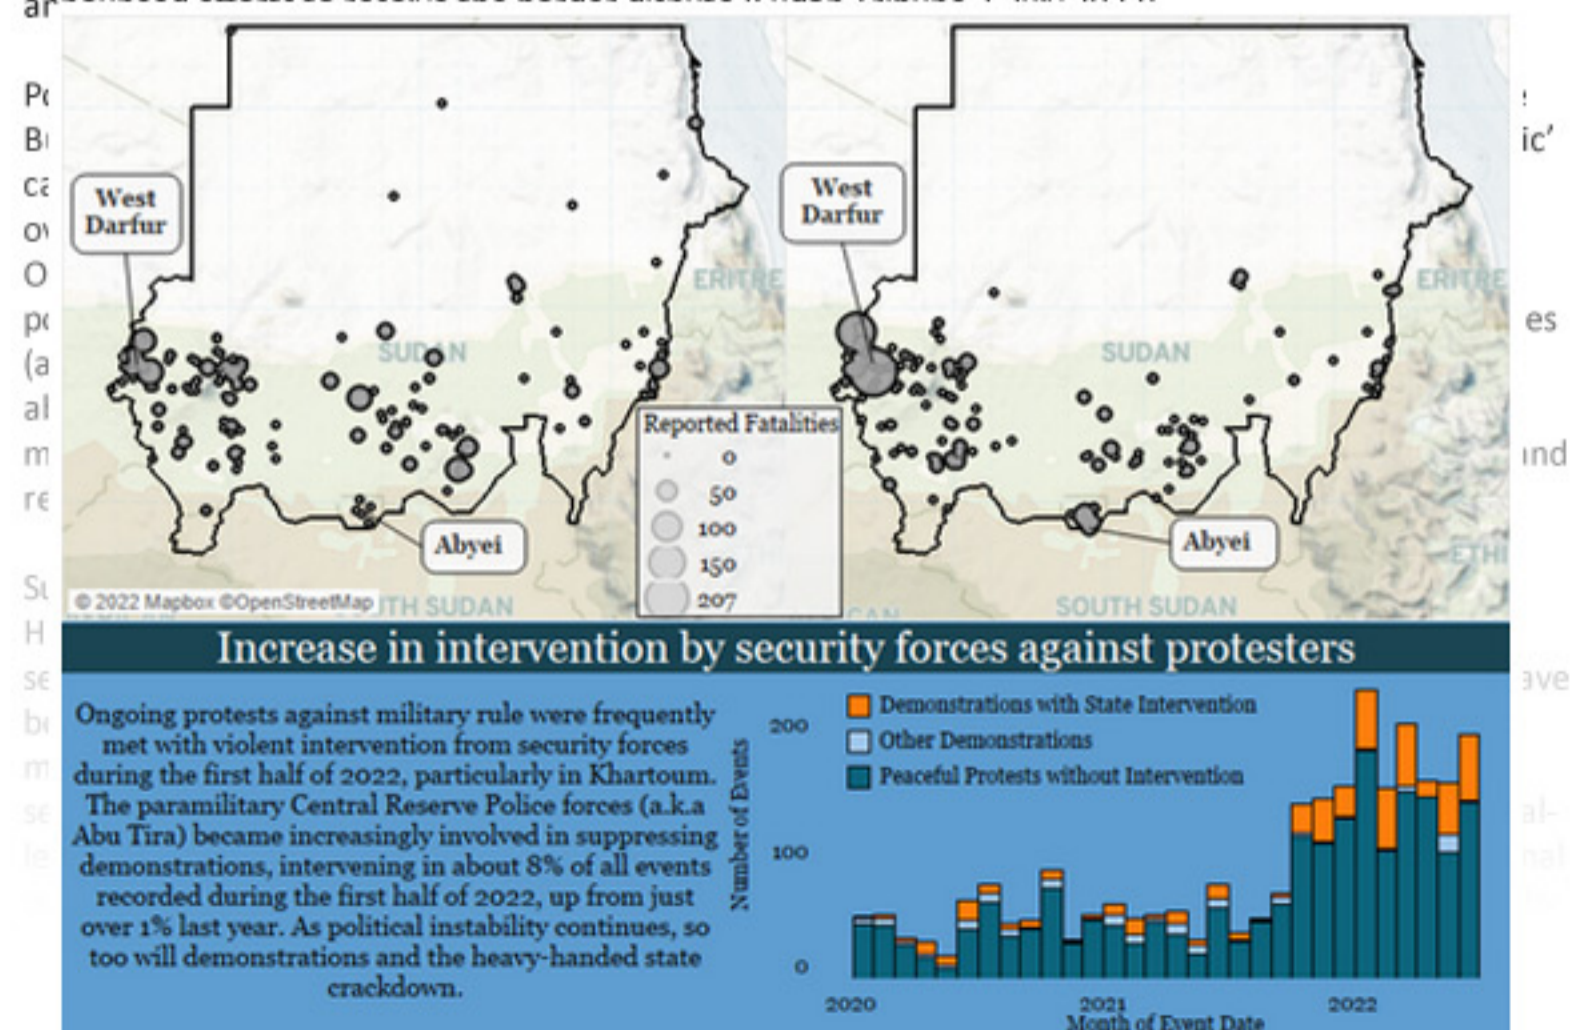 West
Darfur
ERITRE
SUDAN
Abyei
© 2022 Mapbox ©OpenStreetMap
UTH SUDAN
Reported Fatalities
0
50
100
150
207
West
Darfur
ERITRE
SUDAN
Abyei
ETHI
CAN
SOUTH SUDAN
Increase in intervention by security forces against protesters
Ongoing protests against military rule were frequently
met with violent intervention from security forces
during the first half of 2022, particularly in Khartoum.
The paramilitary Central Reserve Police forces (a.k.a
Abu Tira) became increasingly involved in suppressing
demonstrations, intervening in about 8% of all events
recorded during the first half of 2022, up from just
over 1% last year. As political instability continues, so
too will demonstrations and the heavy-handed state
crackdown.
Demonstrations with State Intervention
Other Demonstrations
Peaceful Protests without Intervention
Number of Events
200
100
0
2020
2021
2022
Month of Event Date